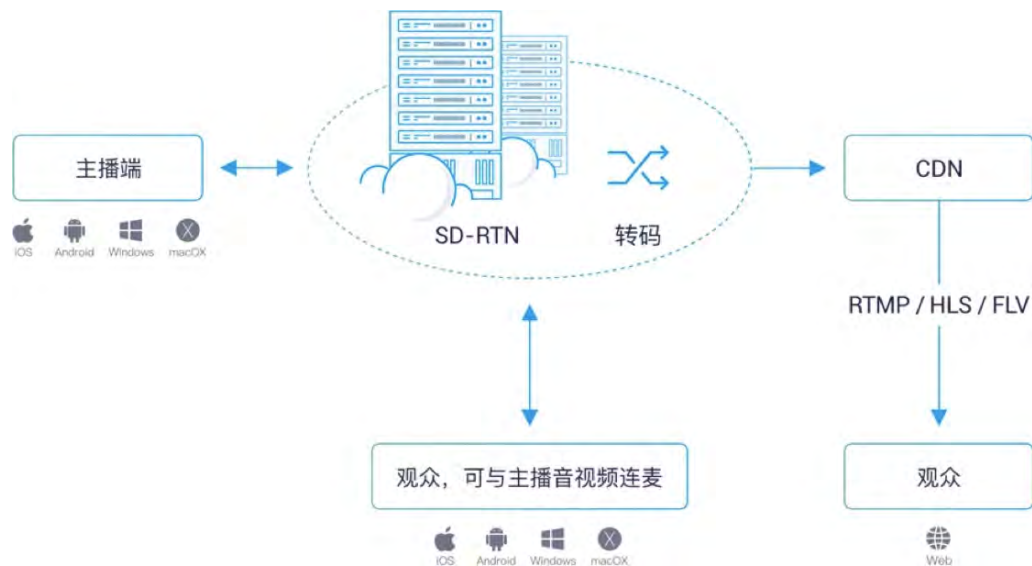 主播端
iOS
Android
Windows
macOX
SD-RTN
转码
CDN
RTMP / HLS / FLV
观众，可与主播音视频连麦
iOS
Android
Windows
macOX
观众
Web